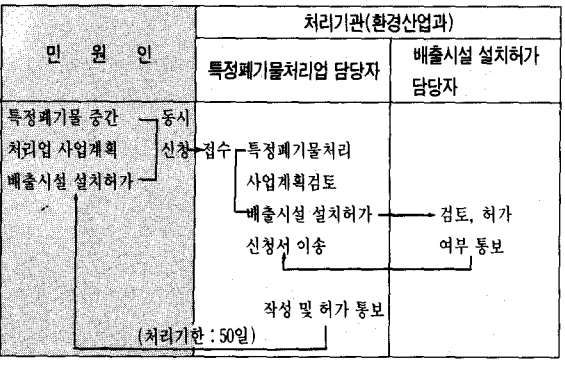 처리기관(환경산업과)
민 원 인
특정폐기물처리업 담당자
배출시설 설치허가
담당자
특정폐기물 중간
처리업 사업계획
배출시설 설치허가
동시
신청
접수
특정폐기물처리
사업계획검토
배출시설 설치허가
신청서 이송
검토, 허가
여부 통보
작성 및 허가 통보
(처리기한 : 50일)